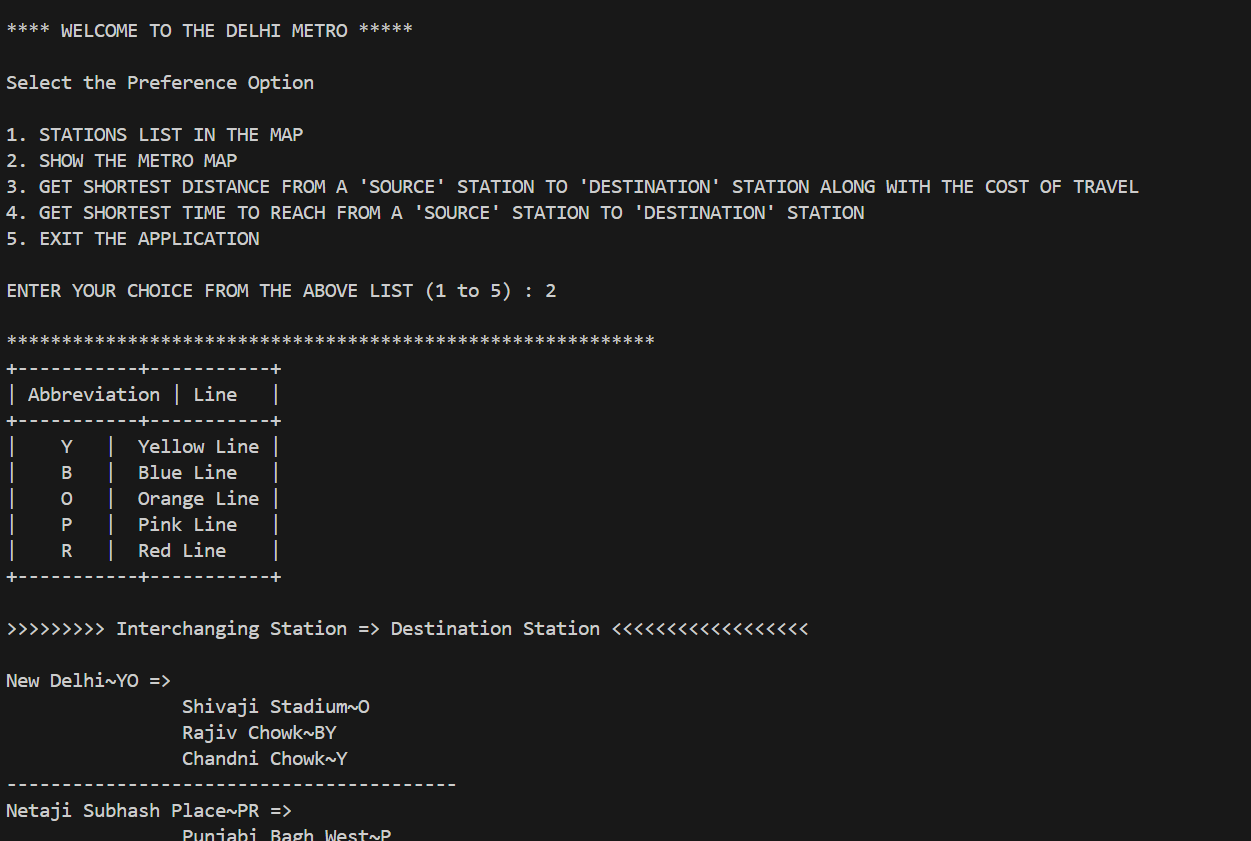 **** WELCOME TO THE DELHI METRO *****
Select the Preference Option
1. STATIONS LIST IN THE MAP
2. SHOW THE METRO MAP
3. GET SHORTEST DISTANCE FROM A 'SOURCE' STATION TO 'DESTINATION' STATION ALONG WITH THE COST OF TRAVEL
4. GET SHORTEST TIME TO REACH FROM A 'SOURCE' STATION TO 'DESTINATION' STATION
5. EXIT THE APPLICATION
ENTER YOUR CHOICE FROM THE ABOVE LIST (1 to 5) : 2
***********************************************************
+-----------+-----------+
| Abbreviation | Line   |
+-----------+-----------+
|    Y   |  Yellow Line |
|    B   |  Blue Line   |
|    O   |  Orange Line |
|    P   |  Pink Line   |
|    R   |  Red Line    |
+-----------+-----------+
>>>>>>>>> Interchanging Station => Destination Station <<<<<<<<<<<<<<<<<<
New Delhi~YO =>
Shivaji Stadium~O
Rajiv Chowk~BY
Chandni Chowk~Y
-----------------------------------------
Netaji Subhash Place~PR =>
Punjabi Bagh West~P